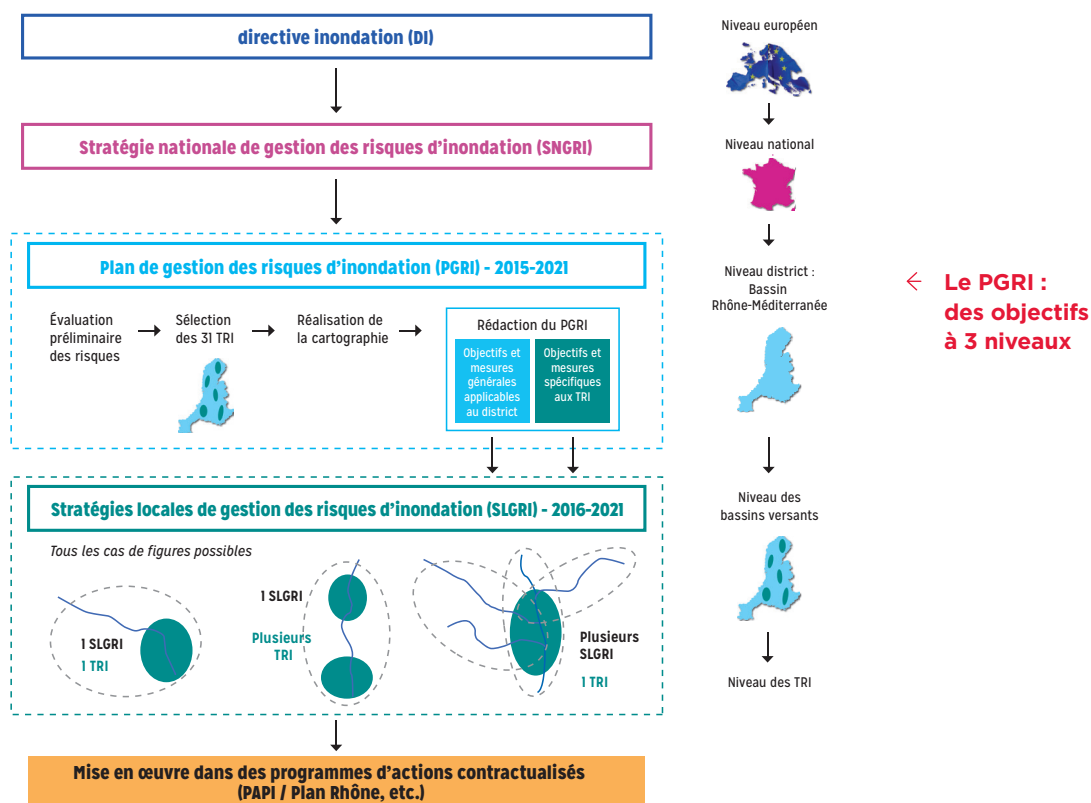 directive inondation (DI)
Stratégie nationale de gestion des risques d'inondation (SNGRI)
Plan de gestion des risques d'inondation (PGRI) - 2015-2021
Évaluation
préliminaire
des risques
Sélection
des 31 TRI
Réalisation de
la cartographie
Rédaction du PGRI
Objectifs et
mesures
générales
applicables
au district
Objectifs et
mesures
spécifiques
aux TRI
Stratégies locales de gestion des risques d'inondation (SLGRI) - 2016-2021
Tous les cas de figures possibles
1 SLGRI
1 TRI
1 SLGRI
Plusieurs
TRI
Plusieurs
SLGRI
1 TRI
Mise en œuvre dans des programmes d'actions contractualisés
(PAPI / Plan Rhône, etc.)
Niveau européen
Niveau national
Niveau district :
Bassin
Rhône-Méditerranée
Niveau des
bassins versants
Niveau des TRI
Le PGRI :
des objectifs
à 3 niveaux